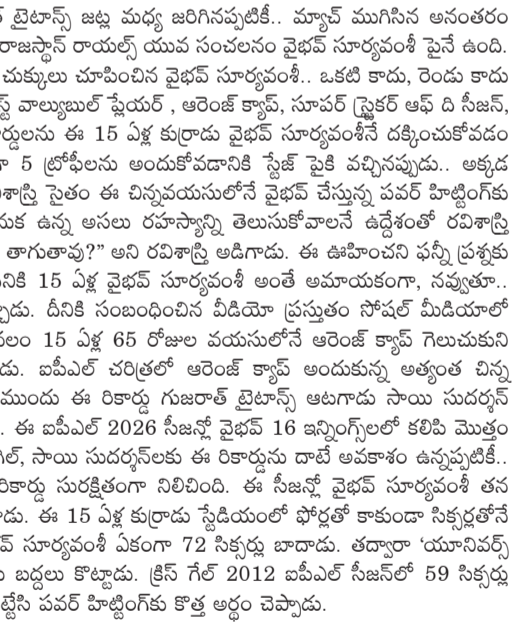 ్ టైటాన్స్ జట్ల మధ్య జరిగినప్పటికీ.. మ్యాచ్ ముగిసిన అనంతరం
రాజస్థాన్ రాయల్స్ యువ సంచలనం వైభవ్ సూర్యవంశీ పైనే ఉంది.
చుక్కులు చూపించిన వైభవ్ సూర్యవంశీ.. ఒకటి కాదు, రెండు కాదు
స్ట్ వాల్యుబుల్ ప్లేయర్ , ఆరెంజ్ క్యాప్, సూపర్ స్ట్రైకర్ ఆఫ్ ది సీజన్,
ర్డులను ఈ 15 ఏళ్ల కుర్రాడు వైభవ్ సూర్యవంశీనే దక్కించుకోవడం
ా 5 ట్రోఫీలను అందుకోవడానికి స్టేజ్ పైకి వచ్చినప్పుడు.. అక్కడ
శాస్త్రి సైతం ఈ చిన్నవయసులోనే వైభవ్ చేస్తున్న పవర్ హిట్టింగ్‌కు
నుక ఉన్న అసలు రహస్యాన్ని తెలుసుకోవాలనే ఉద్దేశంతో రవిశాస్త్రి
తాగుతావు?" అని రవిశాస్త్రి అడిగాడు. ఈ ఊహించని ఫన్నీ ప్రశ్నకు
నికి 15 ఏళ్ల వైభవ్ సూర్యవంశీ అంతే అమాయకంగా, నవ్వుతూ..
్చాడు. దీనికి సంబంధించిన వీడియో ప్రస్తుతం సోషల్ మీడియాలో
వలం 15 ఏళ్ల 65 రోజుల వయసులోనే ఆరెంజ్ క్యాప్ గెలుచుకుని
డు. ఐపీఎల్ చరిత్రలో ఆరెంజ్ క్యాప్ అందుకున్న అత్యంత చిన్న
ముందు ఈ రికార్డు గుజరాత్ టైటాన్స్ ఆటగాడు సాయి సుదర్శన్
. ఈ ఐపీఎల్ 2026 సీజన్లో వైభవ్ 16 ఇన్నింగ్స్‌లలో కలిపి మొత్తం
గిల్, సాయి సుదర్శన్‌లకు ఈ రికార్డును దాటే అవకాశం ఉన్నప్పటికీ..
రికార్డు సురక్షితంగా నిలిచింది. ఈ సీజన్లో వైభవ్ సూర్యవంశీ తన
ాడు. ఈ 15 ఏళ్ల కుర్రాడు స్టేడియంలో ఫోర్లతో కాకుండా సిక్సర్లతోనే
వ్ సూర్యవంశీ ఏకంగా 72 సిక్సర్లు బాదాడు. తద్వారా 'యూనివర్స్
ు బద్దలు కొట్టాడు. క్రిస్ గేల్ 2012 ఐపీఎల్ సీజన్‌లో 59 సిక్సర్లు
ట్టేసి పవర్ హిట్టింగ్‌కు కొత్త అర్థం చెప్పాడు.